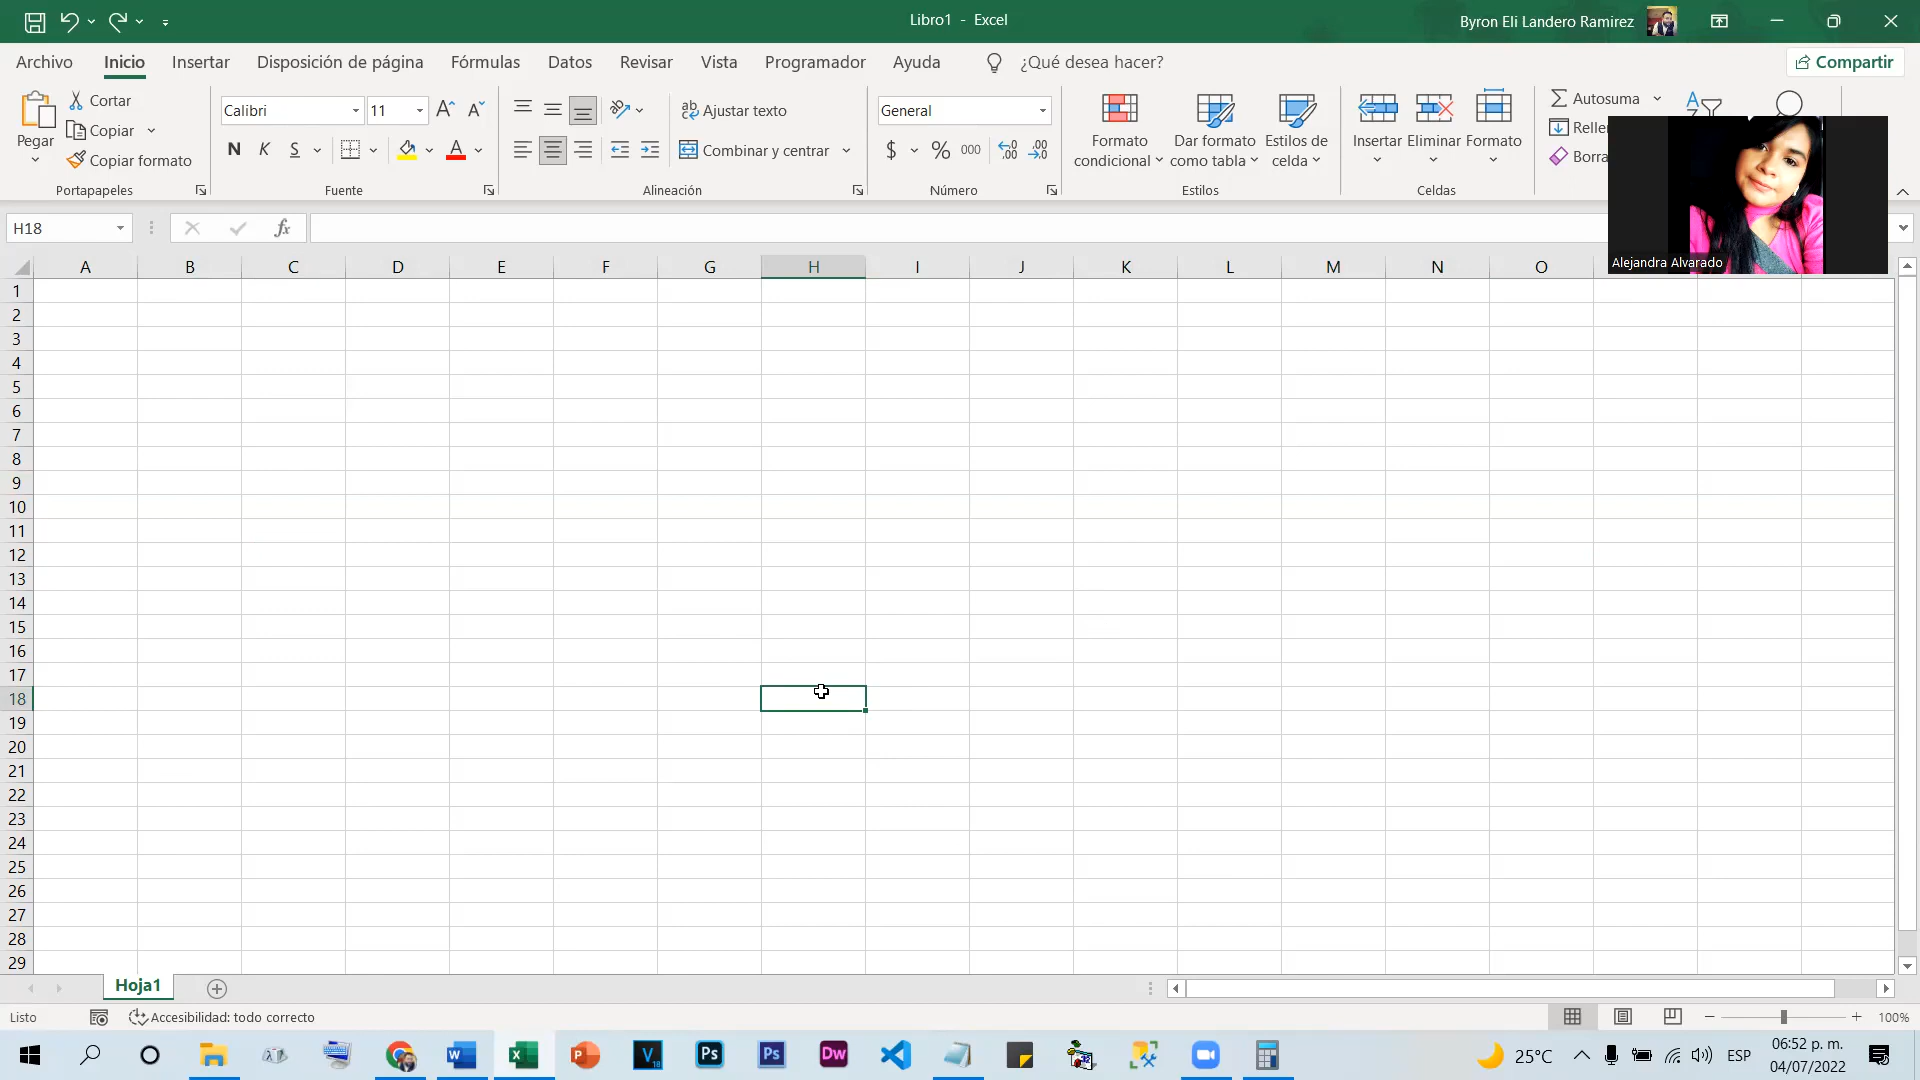 Libro1 - Excel
Byron Eli Landero Ramirez
Archivo Inicio Insertar Disposición de página Fórmulas Datos Revisar Vista Programador Ayuda ¿Qué desea hacer? Compartir
Pegar
Cortar
Copiar
Copiar formato
Portapapeles
Calibri 11
N K S
Fuente
Ajustar texto
Combinar y centrar
Alineación
General
$ % 000
Número
Formato condicional
Dar formato como tabla
Estilos de celda
Estilos
Insertar Eliminar Formato
Celdas
Autosuma
Alejandra Alvarado
H18
fx
A B C D E F G H I J K L M N O
1
2
3
4
5
6
7
8
9
10
11
12
13
14
15
16
17
18
19
20
21
22
23
24
25
26
27
28
29
Hoja1
Listo Accesibilidad: todo correcto 100%
25°C ESP 06:52 p. m.
04/07/2022